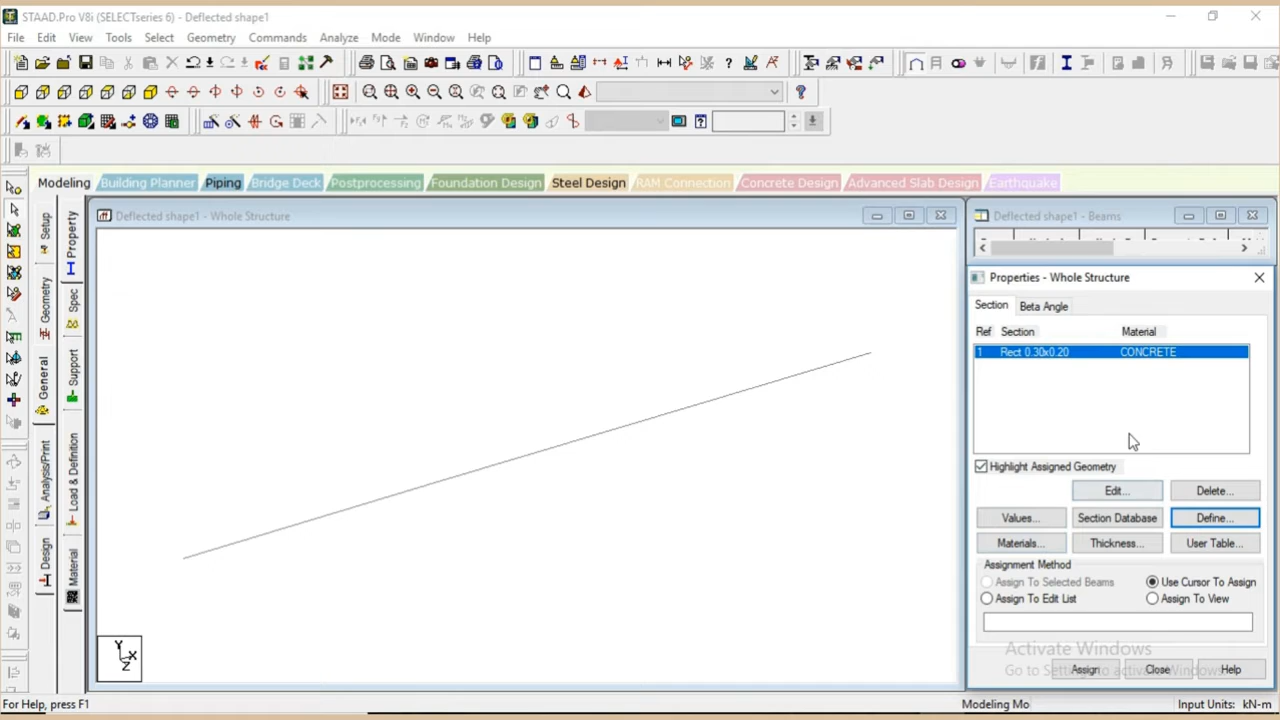 STAAD.Pro V8i (SELECTseries 6) - Deflected shape1
File Edit View Tools Select Geometry Commands Analyze Mode Window Help
Modeling Building Planner Piping Bridge Deck Postprocessing Foundation Design Steel Design RAM Connection Concrete Design Advanced Slab Design Earthquake
Setup
Geometry
General
Analysis/Print
Design
Property
Spec
Support
Load & Definition
Material
Deflected shape1 - Whole Structure
Y
X
Z
Deflected shape1 - Beams
Properties - Whole Structure
Section Beta Angle
Ref Section Material
1 Rect 0.30x0.20 CONCRETE
Highlight Assigned Geometry
Edit... Delete...
Values... Section Database Define...
Materials... Thickness... User Table...
Assignment Method
Assign To Selected Beams Use Cursor To Assign
Assign To Edit List Assign To View
Activate Windows
Go to Settings to activate Windows.
Assign Close Help
For Help, press F1
Modeling Mo
Input Units: kN-m